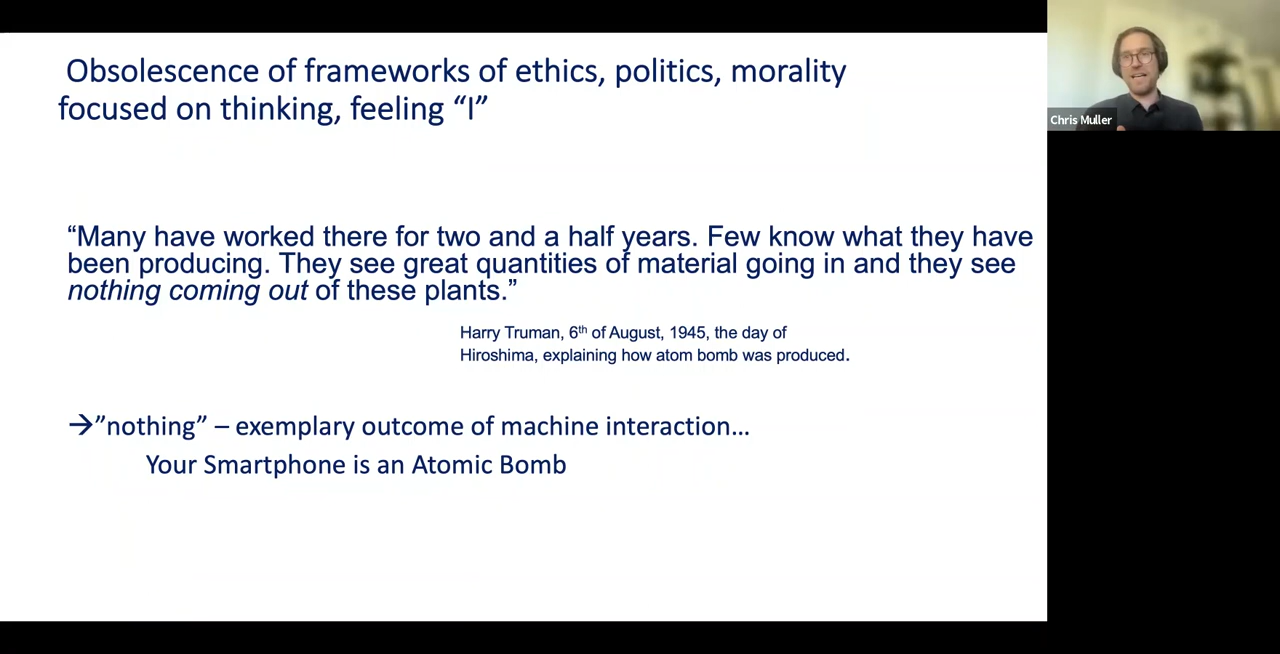 Obsolescence of frameworks of ethics, politics, morality
focused on thinking, feeling “I”
“Many have worked there for two and a half years. Few know what they have
been producing. They see great quantities of material going in and they see
nothing coming out of these plants.”
Harry Truman, 6th of August, 1945, the day of
Hiroshima, explaining how atom bomb was produced.
→”nothing” – exemplary outcome of machine interaction…
Your Smartphone is an Atomic Bomb
Chris Muller